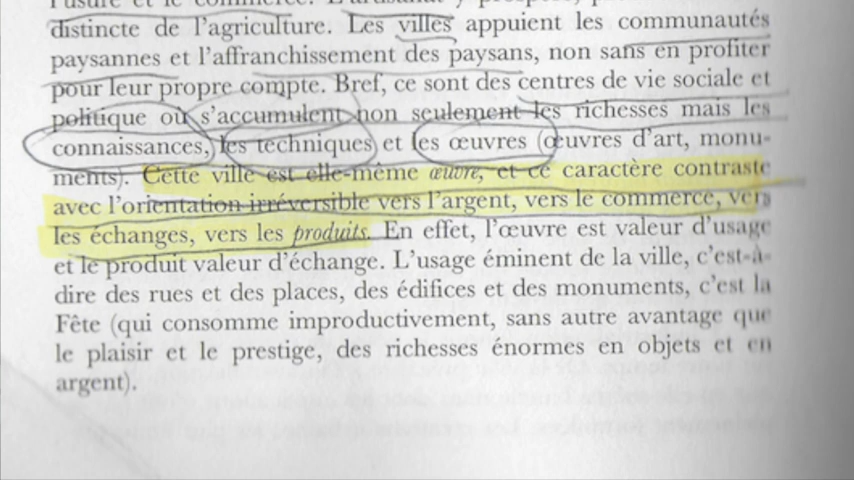 distincte de l'agriculture. Les villes appuient les communautés
paysannes et l'affranchissement des paysans, non sans en profiter
pour leur propre compte. Bref, ce sont des centres de vie sociale et
politique où s'accumulent non seulement les richesses mais les
connaissances, les techniques et les œuvres (œuvres d'art, monu-
ments). Cette ville est elle-même œuvre, et ce caractère contraste
avec l'orientation irréversible vers l'argent, vers le commerce, vers
les échanges, vers les produits. En effet, l'œuvre est valeur d'usage
et le produit valeur d'échange. L'usage éminent de la ville, c'est-à-
dire des rues et des places, des édifices et des monuments, c'est la
Fête (qui consomme improductivement, sans autre avantage que
le plaisir et le prestige, des richesses énormes en objets et en
argent).